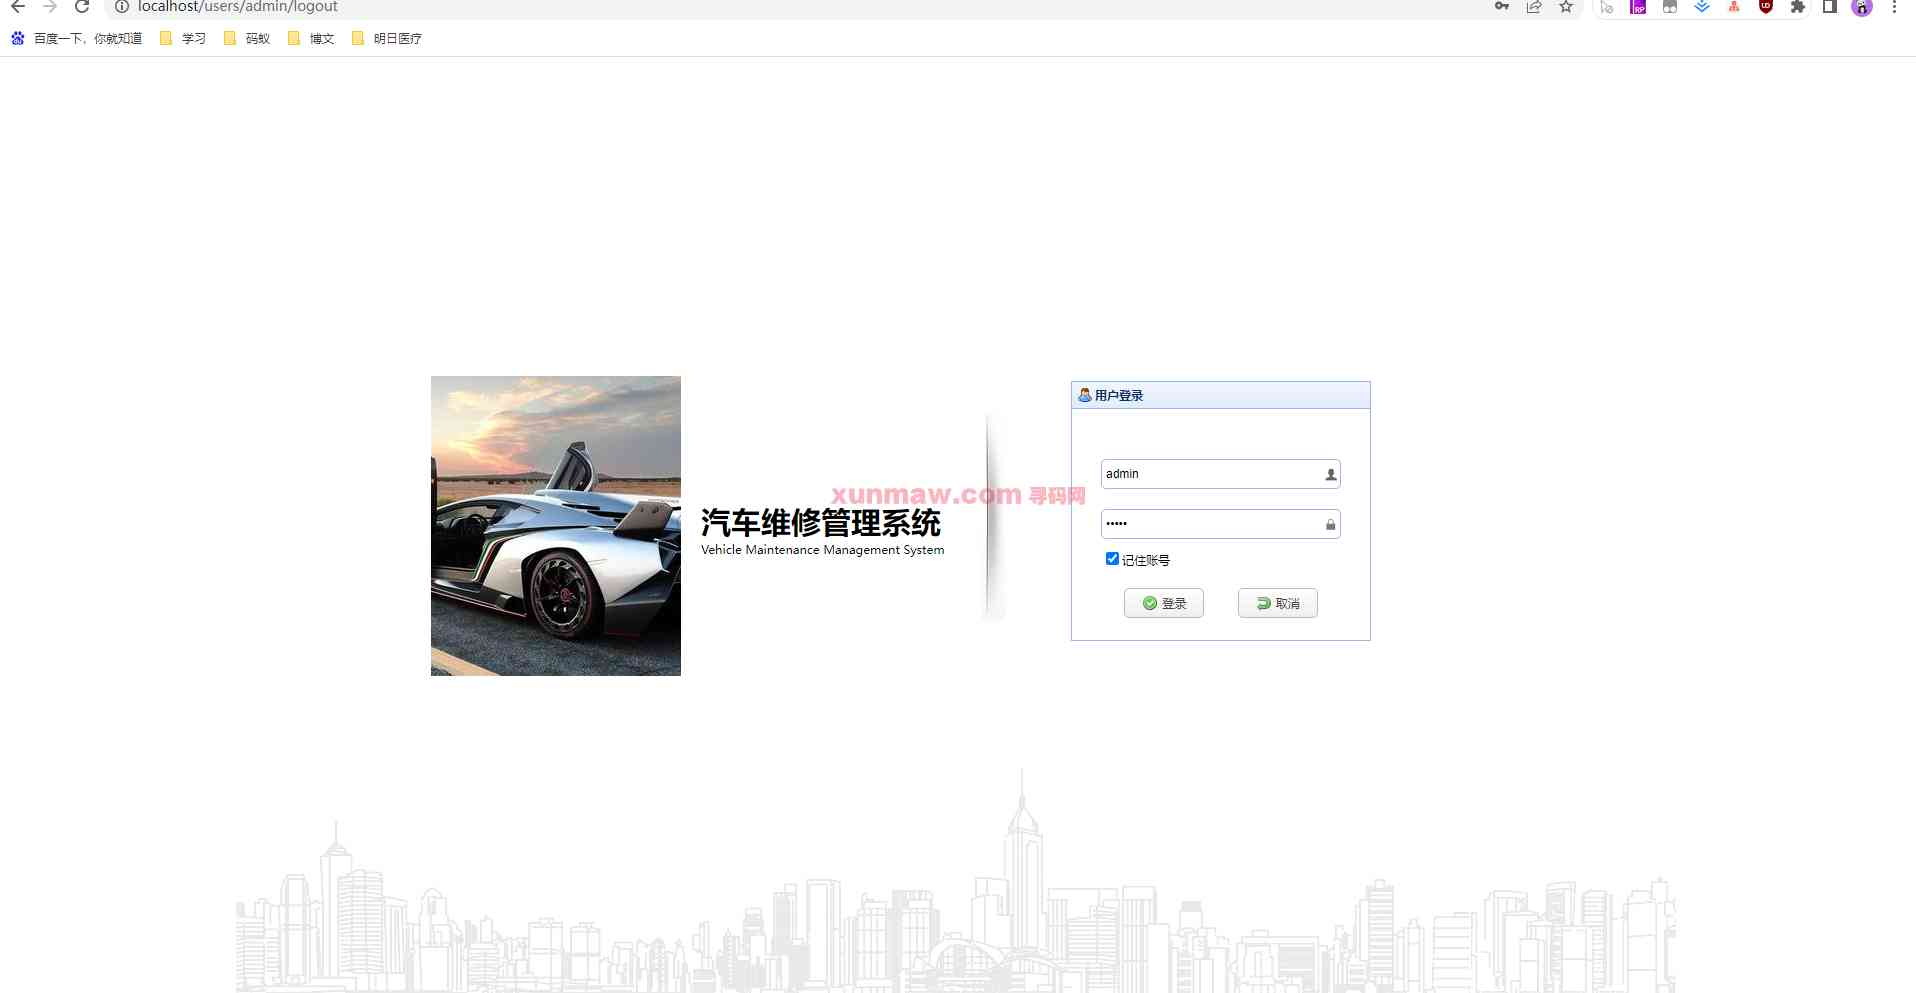 localhost/users/admin/logout
百度一下，你就知道 学习 码蚁 博文 明日医疗
用户登录
admin
xunmaw.com 寻码网
汽车维修管理系统
Vehicle Maintenance Management System
•••••
记住账号
登录 取消